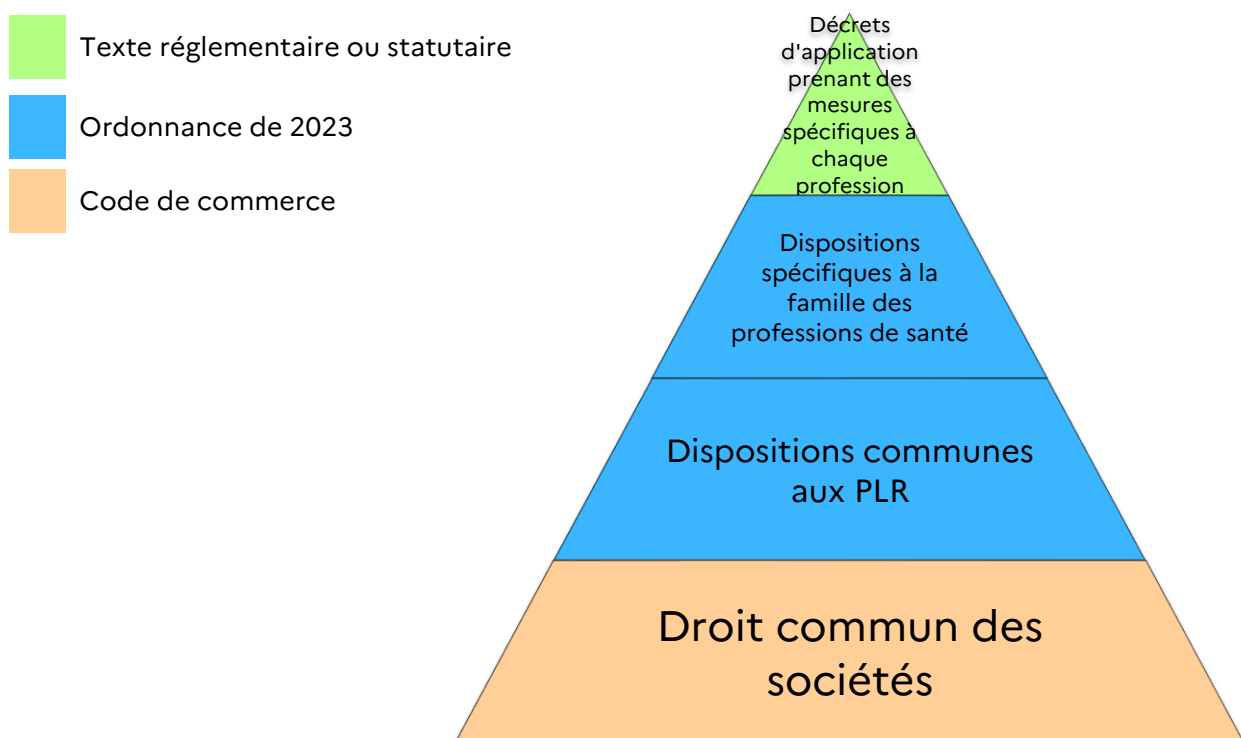 Texte réglementaire ou statutaire
Ordonnance de 2023
Code de commerce
Décrets
d'application
prenant des
mesures
spécifiques à
chaque
profession
Dispositions
spécifiques à la
famille des
professions de santé
Dispositions communes
aux PLR
Droit commun des
sociétés